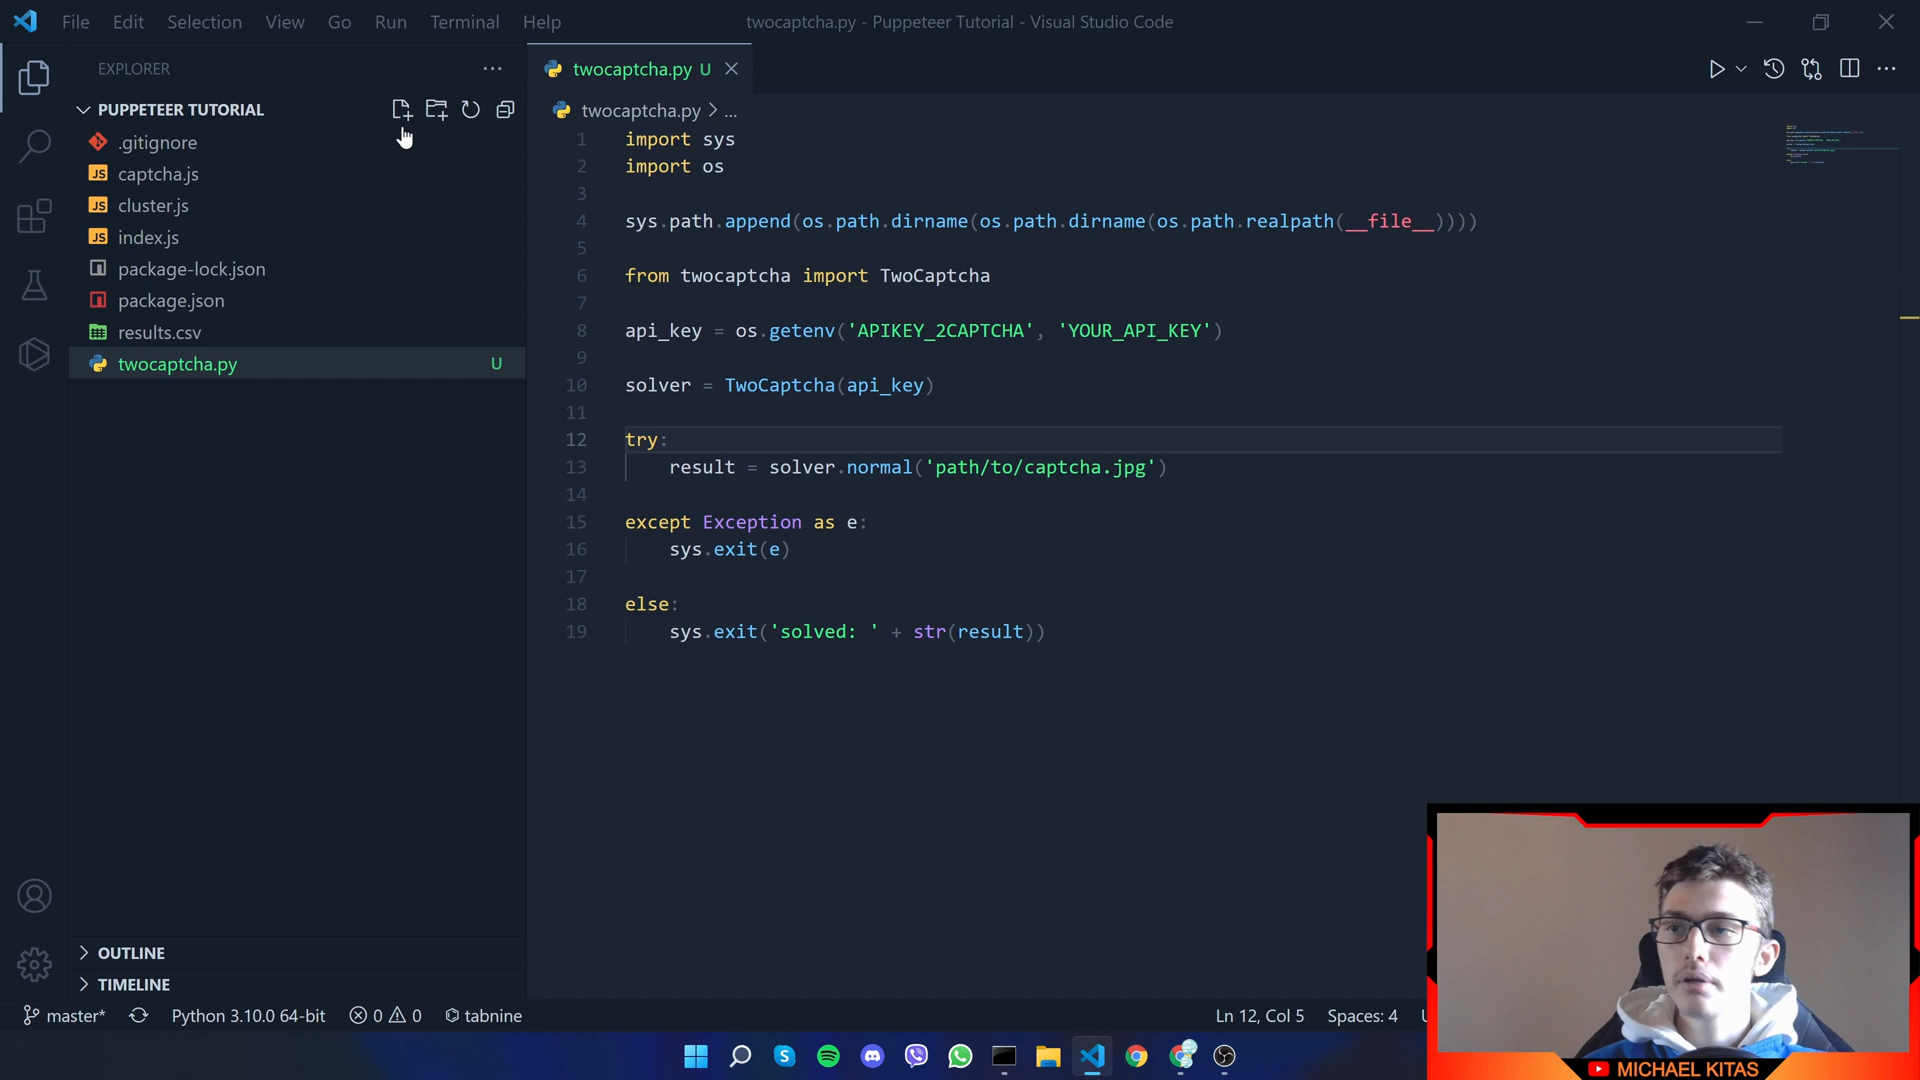 File Edit Selection View Go Run Terminal Help
twocaptcha.py - Puppeteer Tutorial - Visual Studio Code
EXPLORER
PUPPETEER TUTORIAL
.gitignore
JS captcha.js
JS cluster.js
JS index.js
package-lock.json
package.json
results.csv
twocaptcha.py U
twocaptcha.py U
twocaptcha.py > ...
1 import sys
2 import os
3
4 sys.path.append(os.path.dirname(os.path.dirname(os.path.realpath(__file__))))
5
6 from twocaptcha import TwoCaptcha
7
8 api_key = os.getenv('APIKEY_2CAPTCHA', 'YOUR_API_KEY')
9
10 solver = TwoCaptcha(api_key)
11
12 try:
13 result = solver.normal('path/to/captcha.jpg')
14
15 except Exception as e:
16 sys.exit(e)
17
18 else:
19 sys.exit('solved: ' + str(result))
OUTLINE
TIMELINE
master* Python 3.10.0 64-bit 0 0 tabnine
Ln 12, Col 5 Spaces: 4
MICHAEL KITAS